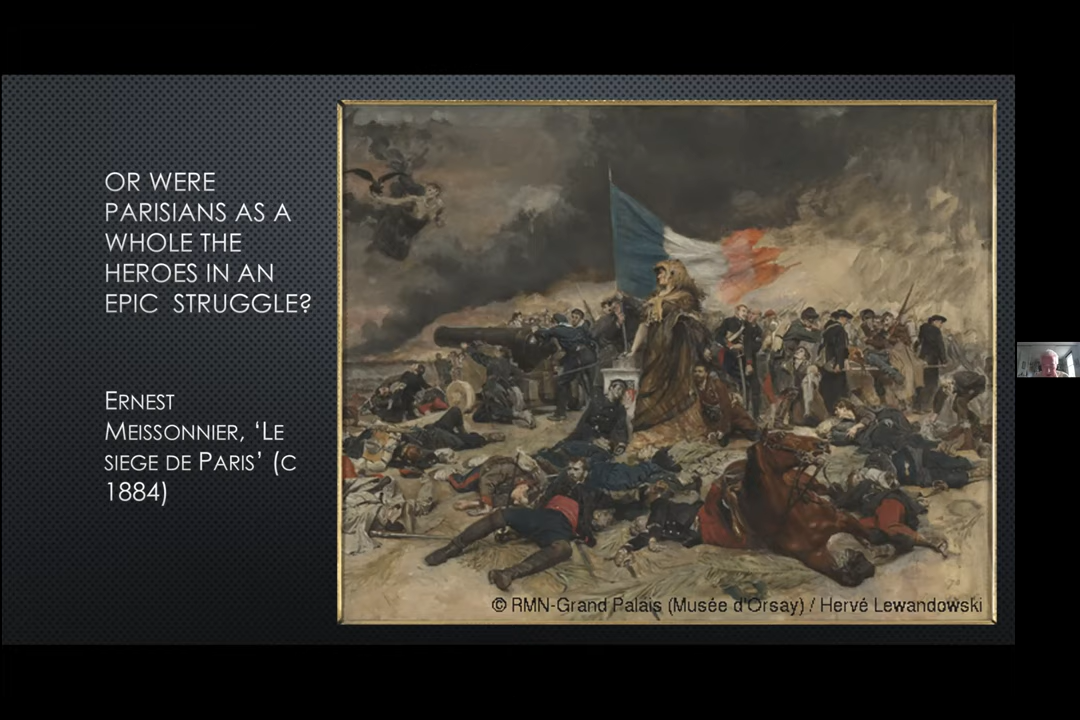 OR WERE
PARISIANS AS A
WHOLE THE
HEROES IN AN
EPIC STRUGGLE?
ERNEST
MEISSONNIER, ‘LE
SIEGE DE PARIS’ (C
1884)
© RMN-Grand Palais (Musée d'Orsay) / Hervé Lewandowski